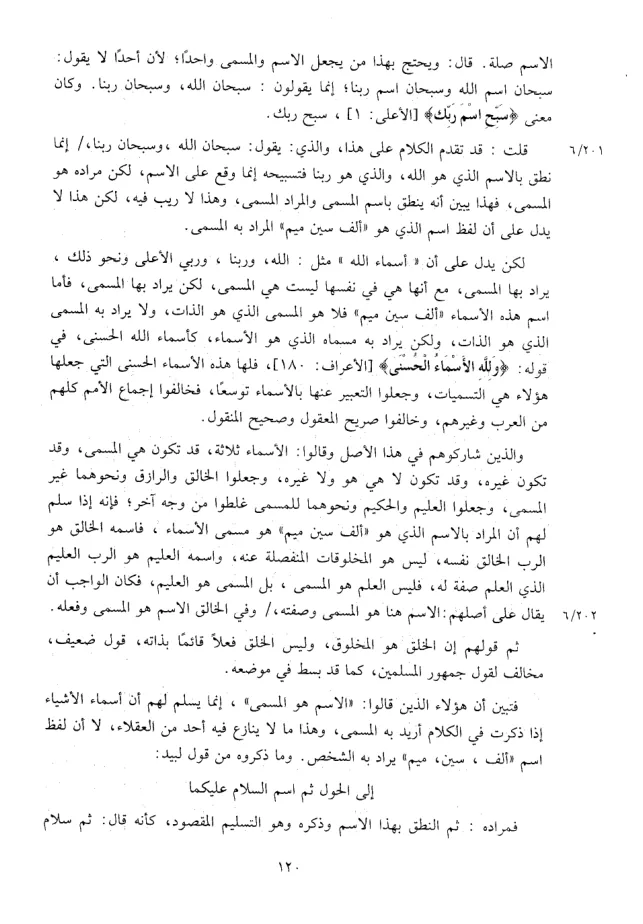 الاسم صلة. قال: ويحتج بهذا من يجعل الاسم والمسمى واحدًا؛ لأن أحدًا لا يقول:
سبحان اسم الله وسبحان اسم ربنا؛ إنما يقولون : سبحان الله، وسبحان ربنا. وكان
معنى ﴿سَبِّحِ اسْمَ رَبِّكَ﴾ [الأعلى: ١] ، سبح ربك.
٦/٢٠١ قلت : قد تقدم الكلام على هذا، والذي: يقول: سبحان الله ،وسبحان ربنا،/ إنما
نطق بالاسم الذي هو الله، والذي هو ربنا فتسبيحه إنما وقع على الاسم، لكن مراده هو
المسمى، فهذا يبين أنه ينطق باسم المسمى والمراد المسمى، وهذا لا ريب فيه، لكن هذا لا
يدل على أن لفظ اسم الذي هو «ألف سين ميم» المراد به المسمى.
لكن يدل على أن « أسماء الله » مثل : الله، وربنا ، وربي الأعلى ونحو ذلك ،
يراد بها المسمى، مع أنها هي في نفسها ليست هي المسمى، لكن يراد بها المسمى، فأما
اسم هذه الأسماء «ألف سين ميم» فلا هو المسمى الذي هو الذات، ولا يراد به المسمى
الذي هو الذات، ولكن يراد به مسماه الذي هو الأسماء، كأسماء الله الحسنى، في
قوله: ﴿وَلِلَّهِ الأَسْمَاءُ الْحُسْنَىٰ﴾ [الأعراف: ١٨٠]، فلها هذه الأسماء الحسنى التي جعلها
هؤلاء هي التسميات، وجعلوا التعبير عنها بالأسماء توسعًا، فخالفوا إجماع الأمم كلهم
من العرب وغيرهم، وخالفوا صريح المعقول وصحيح المنقول.
والذين شاركوهم في هذا الأصل وقالوا: الأسماء ثلاثة، قد تكون هي المسمى، وقد
تكون غيره، وقد تكون لا هي هو ولا غيره، وجعلوا الخالق والرازق ونحوهما غير
المسمى، وجعلوا العليم والحكيم ونحوهما للمسمى غلطوا من وجه آخر؛ فإنه إذا سلم
لهم أن المراد بالاسم الذي هو «ألف سين ميم» هو مسمى الأسماء ، فاسمه الخالق هو
الرب الخالق نفسه، ليس هو المخلوقات المنفصلة عنه، واسمه العليم هو الرب العليم
الذي العلم صفة له، فليس العلم هو المسمى ، بل المسمى هو العليم، فكان الواجب أن
٦/٢٠٢ يقال على أصلهم:الاسم هنا هو المسمى وصفته،/ وفي الخالق الاسم هو المسمى وفعله.
ثم قولهم إن الخلق هو المخلوق، وليس الخلق فعلاً قائمًا بذاته، قول ضعيف،
مخالف لقول جمهور المسلمين، كما قد بسط في موضعه.
فتبين أن هؤلاء الذين قالوا: «الاسم هو المسمى» ، إنما يسلم لهم أن أسماء الأشياء
إذا ذكرت في الكلام أريد به المسمى، وهذا ما لا ينازع فيه أحد من العقلاء، لا أن لفظ
اسم «ألف ، سين، ميم» يراد به الشخص. وما ذكروه من قول لبيد:
إلى الحول ثم اسم السلام عليكما
فمراده : ثم النطق بهذا الاسم وذكره وهو التسليم المقصود، كأنه قال: ثم سلام
١٢٠